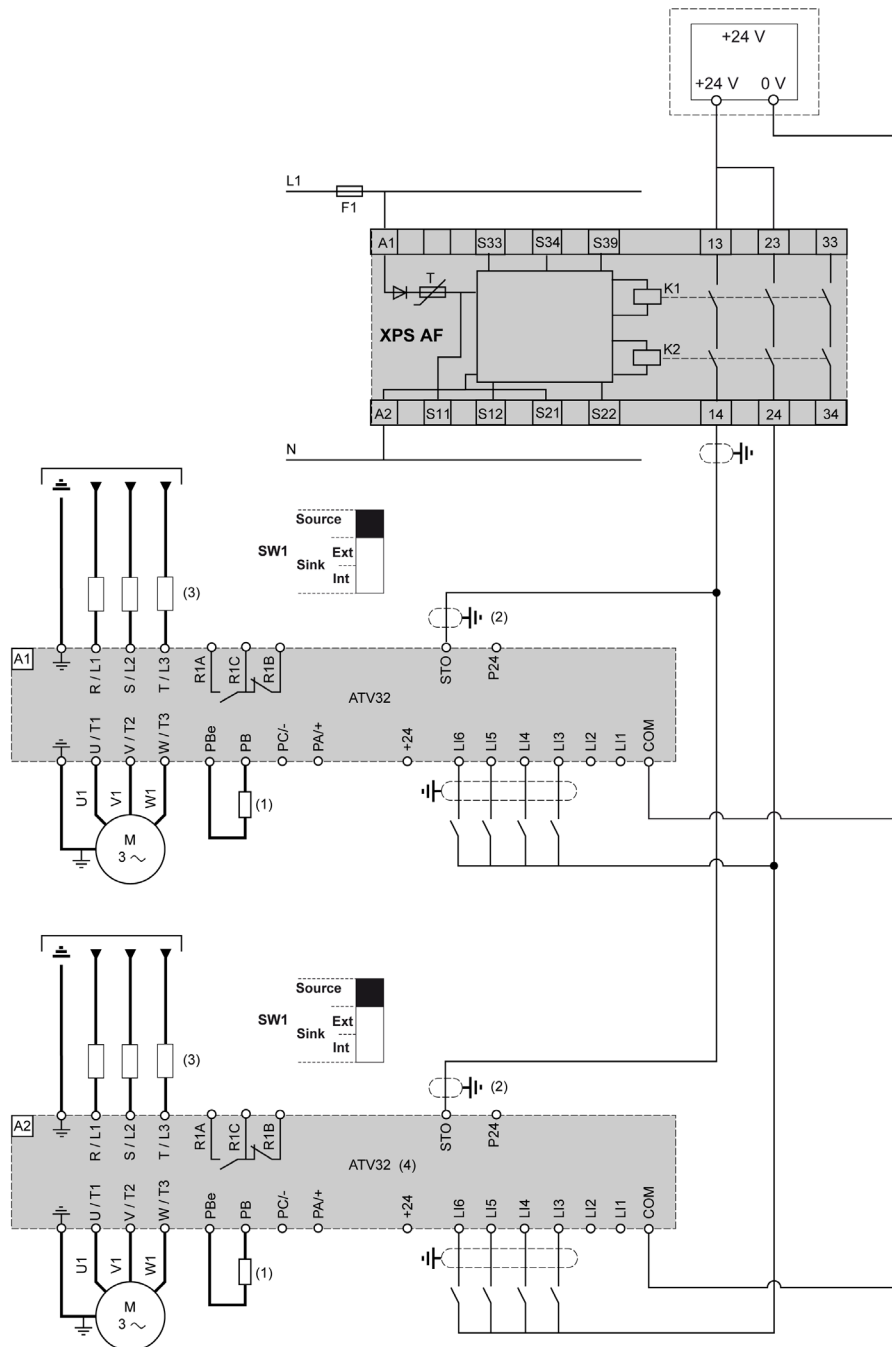 +24 V
+24 V 0 V
L1
F1
A1 S33 S34 S39 13 23 33
T
K1
XPS AF
K2
A2 S11 S12 S21 S22 14 24 34
N
Source
SW1 Ext
Sink
Int
(3)
(2)
A1
R / L1 S / L2 T / L3 R1A R1C R1B STO P24
ATV32
U / T1 V / T2 W / T3 PBe PB PC/- PA/+ +24 LI6 LI5 LI4 LI3 LI2 LI1 COM
U1 V1 W1
(1)
M
3 ~
Source
SW1 Ext
Sink
Int
(3)
(2)
A2
R / L1 S / L2 T / L3 R1A R1C R1B STO P24
ATV32 (4)
U / T1 V / T2 W / T3 PBe PB PC/- PA/+ +24 LI6 LI5 LI4 LI3 LI2 LI1 COM
U1 V1 W1
(1)
M
3 ~